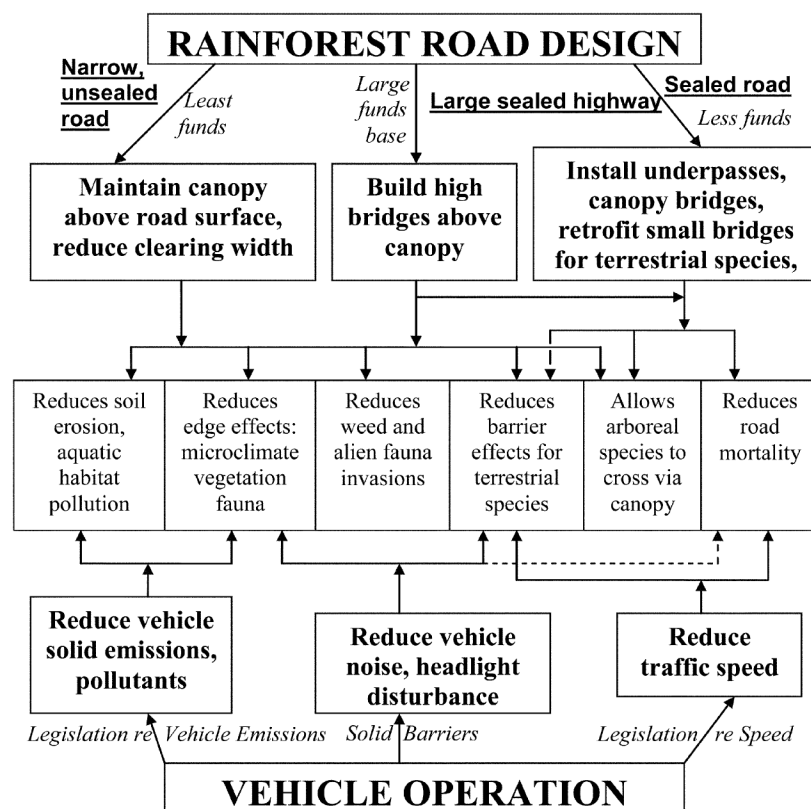 RAINFOREST ROAD DESIGN
Narrow,
unsealed
road
Least
funds
Large
funds
base
Large sealed highway
Sealed road
Less funds
Maintain canopy
above road surface,
reduce clearing width
Build high
bridges above
canopy
Install underpasses,
canopy bridges,
retrofit small bridges
for terrestrial species,
Reduces soil
erosion,
aquatic
habitat
pollution
Reduces
edge effects:
microclimate
vegetation
fauna
Reduces
weed and
alien fauna
invasions
Reduces
barrier
effects for
terrestrial
species
Allows
arboreal
species to
cross via
canopy
Reduces
road
mortality
Reduce vehicle
solid emissions,
pollutants
Reduce vehicle
noise, headlight
disturbance
Reduce
traffic speed
Legislation re Vehicle Emissions
Solid Barriers
Legislation re Speed
VEHICLE OPERATION